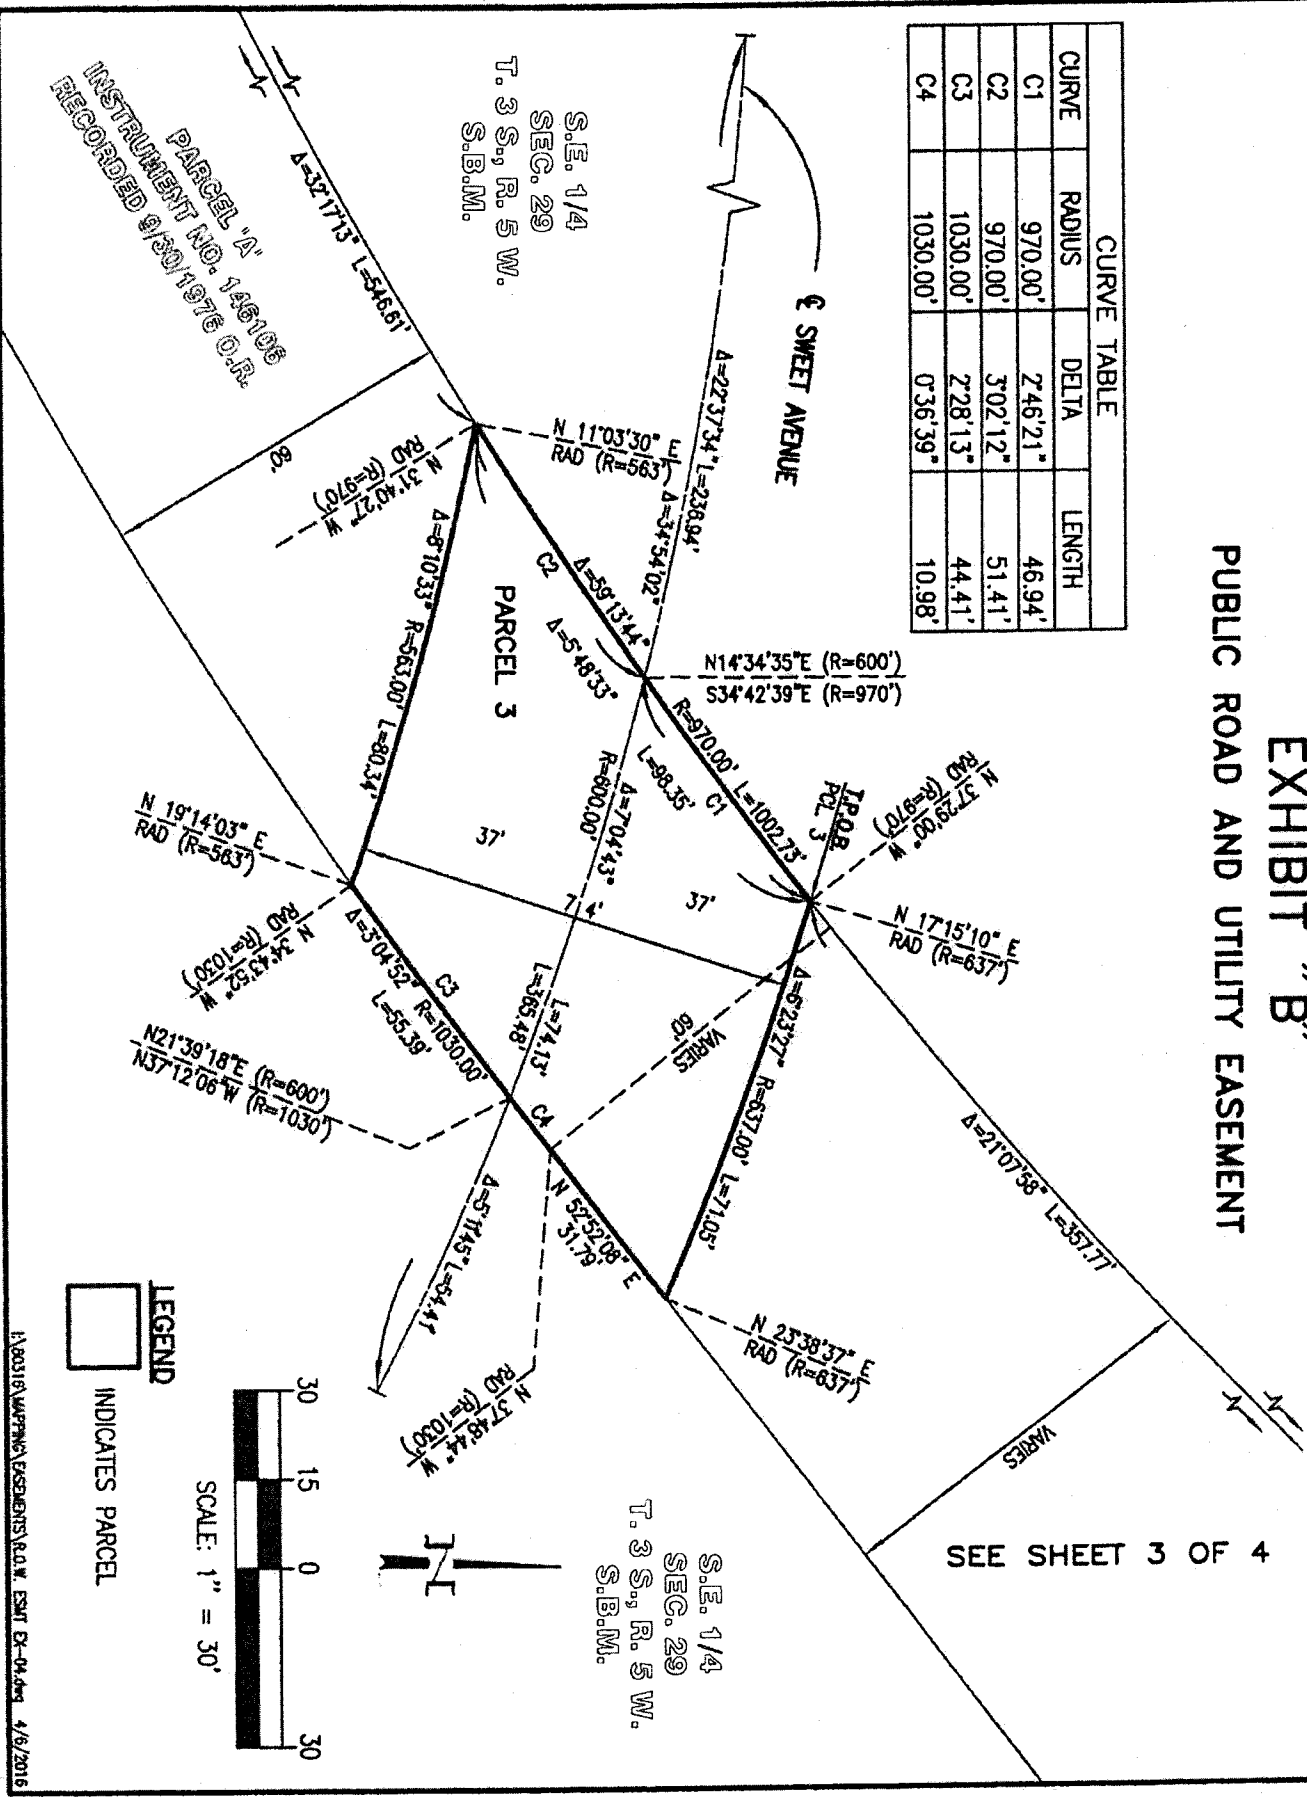 EXHIBIT "B"
PUBLIC ROAD AND UTILITY EASEMENT
CURVE TABLE
CURVE RADIUS DELTA LENGTH
C1 970.00' 2°46'21" 46.94'
C2 970.00' 3°02'12" 51.41'
C3 1030.00' 2°28'13" 44.41'
C4 1030.00' 0°36'39" 10.98'
SEE SHEET 3 OF 4
℄ SWEET AVENUE
S.E. 1/4
SEC. 29
T. 3 S., R. 5 W.
S.B.M.
Δ=22°37'34" L=236.94'
Δ=34°54'02"
N14°34'35"E (R=600')
S34°42'39"E (R=970')
N 37°29'00" W
RAD (R=970')
T.P.O.B.
PCL 3
N 17°15'10" E
RAD (R=637')
Δ=21°07'58" L=357.77'
VARIES
N 11°03'30" E
RAD (R=563')
Δ=59°13'44"
R=970.00' L=1002.73'
C2
C1
Δ=5°48'33"
L=98.35'
Δ=32°17'13" L=546.61'
PARCEL "A"
INSTRUMENT NO. 146106
RECORDED 9/30/1976 O.R.
60'
N 31°40'27" W
RAD (R=970')
PARCEL 3
Δ=8°10'33" R=563.00' L=80.34'
Δ=7°04'43"
R=600.00'
L=74.13'
L=365.48'
37'
37'
74'
Δ=6°23'27" R=637.00' L=71.05'
VARIES
60'
N 19°14'03" E
RAD (R=563')
N 34°43'52" W
RAD (R=1030')
C3
Δ=3°04'52" R=1030.00'
L=55.39'
C4
N21°39'18"E (R=600')
N37°12'06"W (R=1030')
N 52°52'08" E
31.79'
Δ=5°11'45" L=54.41'
N 23°38'37" E
RAD (R=637')
N 37°48'44" W
RAD (R=1030')
S.E. 1/4
SEC. 29
T. 3 S., R. 5 W.
S.B.M.
N
LEGEND
INDICATES PARCEL
30 15 0 30
SCALE: 1" = 30'
I:\80316\MAPPING\EASEMENTS\R.O.W. ESMT EX-04.dwg 4/6/2016